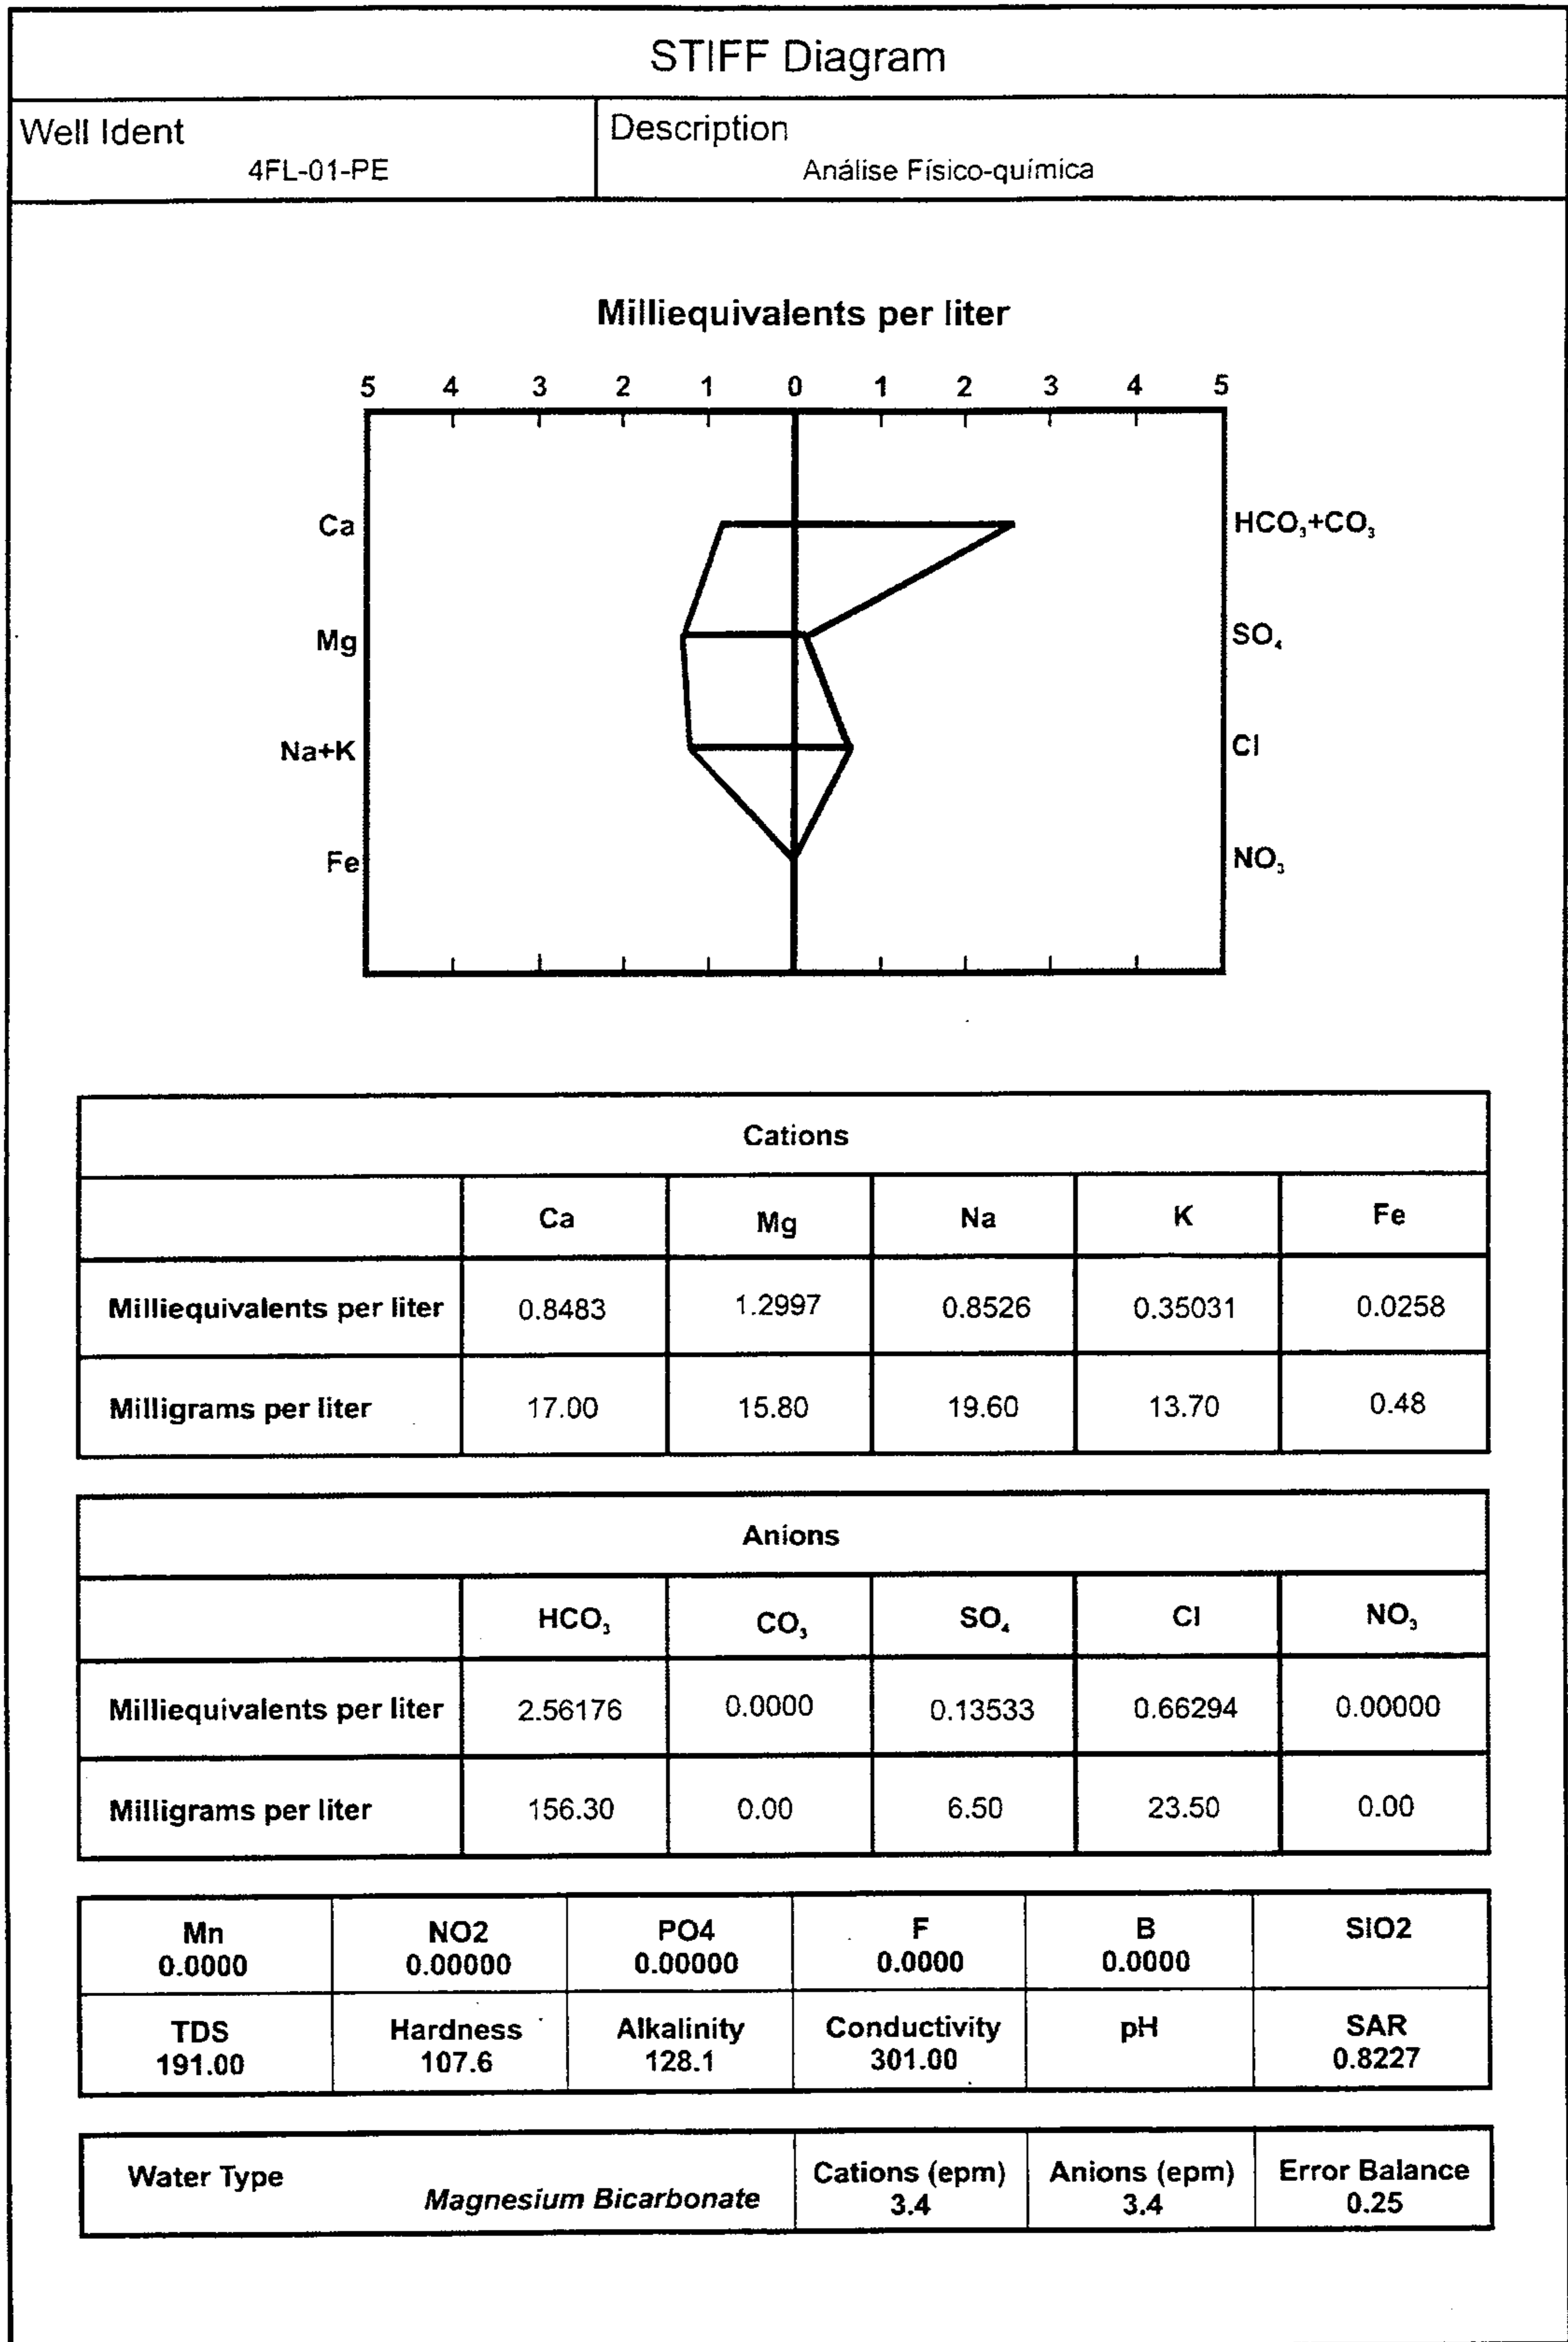 STIFF Diagram
Well Ident
4FL-01-PE
Description
Análise Físico-química
Milliequivalents per liter
5 4 3 2 1 0 1 2 3 4 5
Ca HCO₃+CO₃
Mg SO₄
Na+K Cl
Fe NO₃
Cations
Ca Mg Na K Fe
Milliequivalents per liter 0.8483 1.2997 0.8526 0.35031 0.0258
Milligrams per liter 17.00 15.80 19.60 13.70 0.48
Anions
HCO₃ CO₃ SO₄ Cl NO₃
Milliequivalents per liter 2.56176 0.0000 0.13533 0.66294 0.00000
Milligrams per liter 156.30 0.00 6.50 23.50 0.00
Mn NO2 PO4 F B SIO2
0.0000 0.00000 0.00000 0.0000 0.0000
TDS Hardness Alkalinity Conductivity pH SAR
191.00 107.6 128.1 301.00 0.8227
Water Type Cations (epm) Anions (epm) Error Balance
Magnesium Bicarbonate 3.4 3.4 0.25